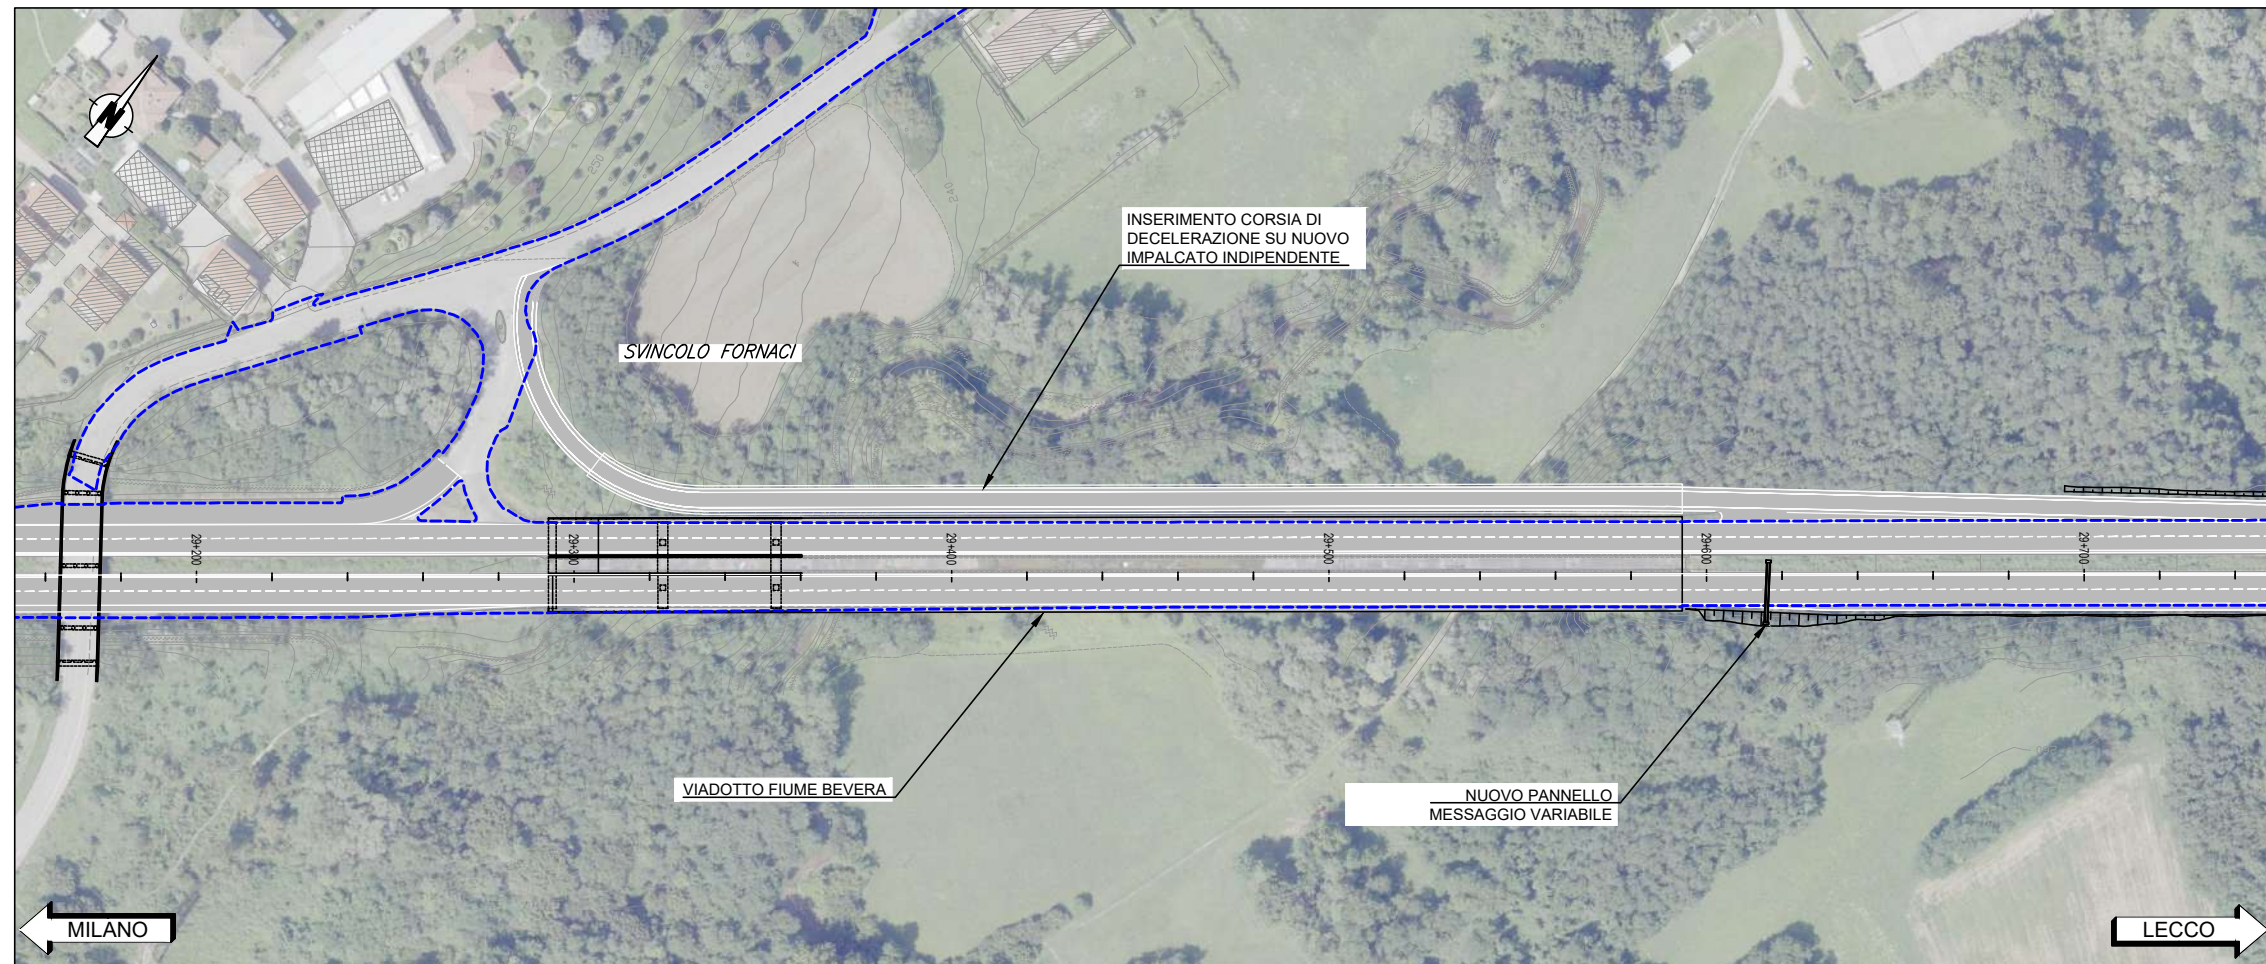 N
INSERIMENTO CORSIA DI
DECELERAZIONE SU NUOVO
IMPALCATO INDIPENDENTE
SVINCOLO FORNACI
29+200
29+300
29+400
29+500
29+600
29+700
VIADOTTO FIUME BEVERA
NUOVO PANNELLO
MESSAGGIO VARIABILE
MILANO
LECCO